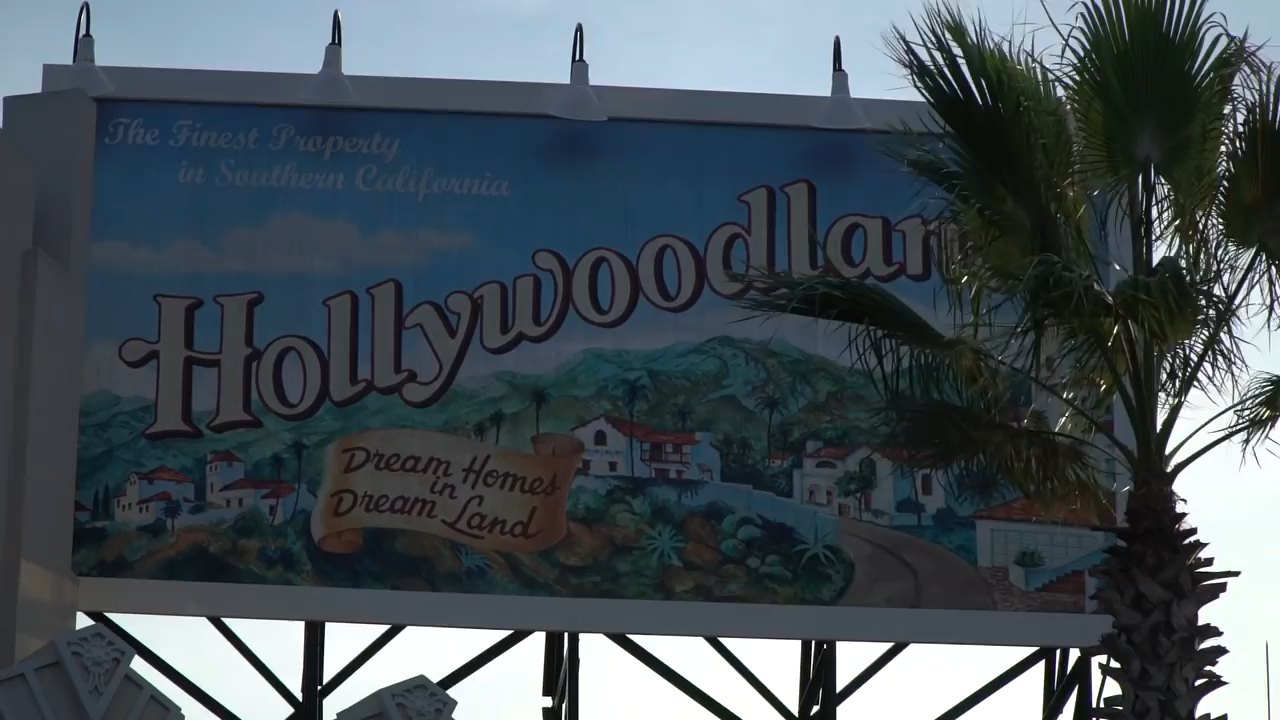 The Finest Property
in Southern California
Hollywoodlan
Dream Homes
in
Dream Land